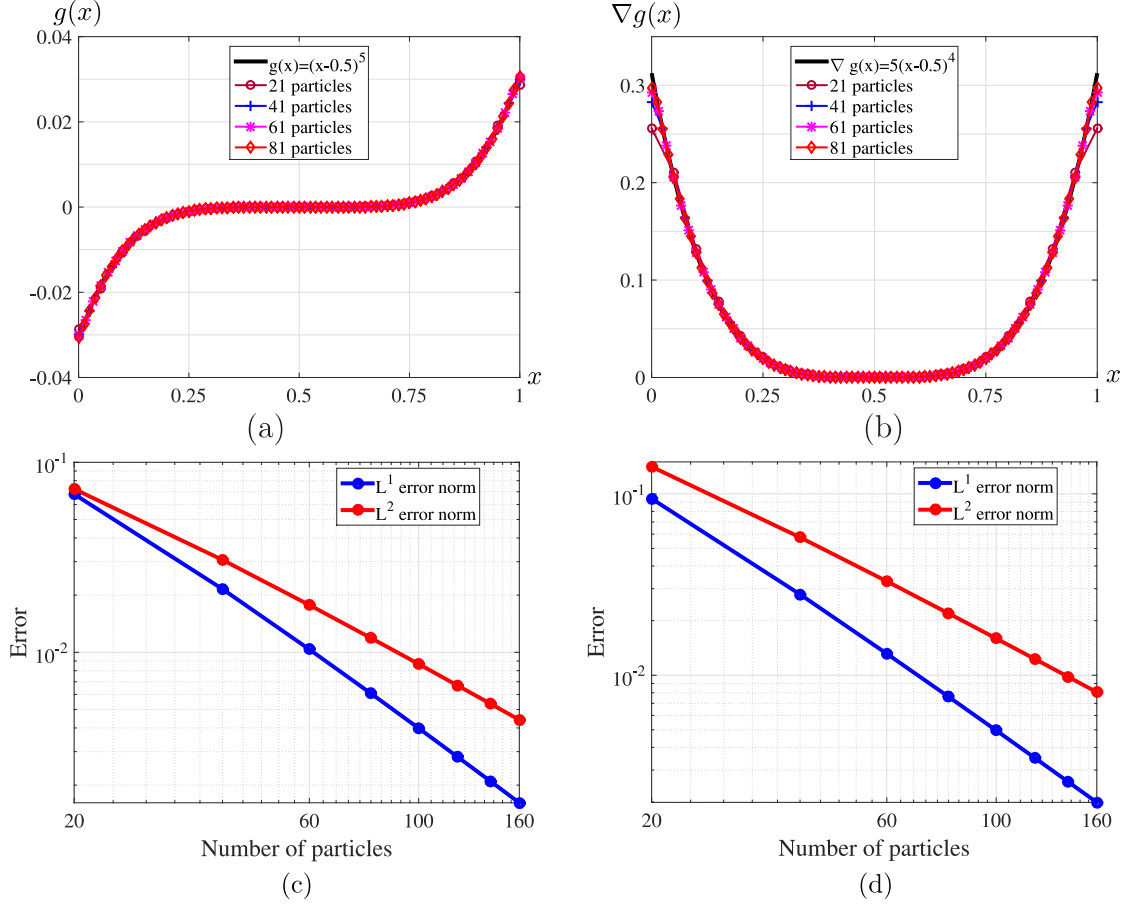 g(x)
0.04
0.02
0
-0.02
-0.04
0
0.25
0.5
0.75
1
x
g(x)=(x-0.5)^5
21 particles
41 particles
61 particles
81 particles
(a)
∇g(x)
0.3
0.2
0.1
0
0
0.25
0.5
0.75
1
x
∇ g(x)=5(x-0.5)^4
21 particles
41 particles
61 particles
81 particles
(b)
10^-1
10^-2
Error
20
60
100
160
Number of particles
L^1 error norm
L^2 error norm
(c)
10^-1
10^-2
Error
20
60
100
160
Number of particles
L^1 error norm
L^2 error norm
(d)